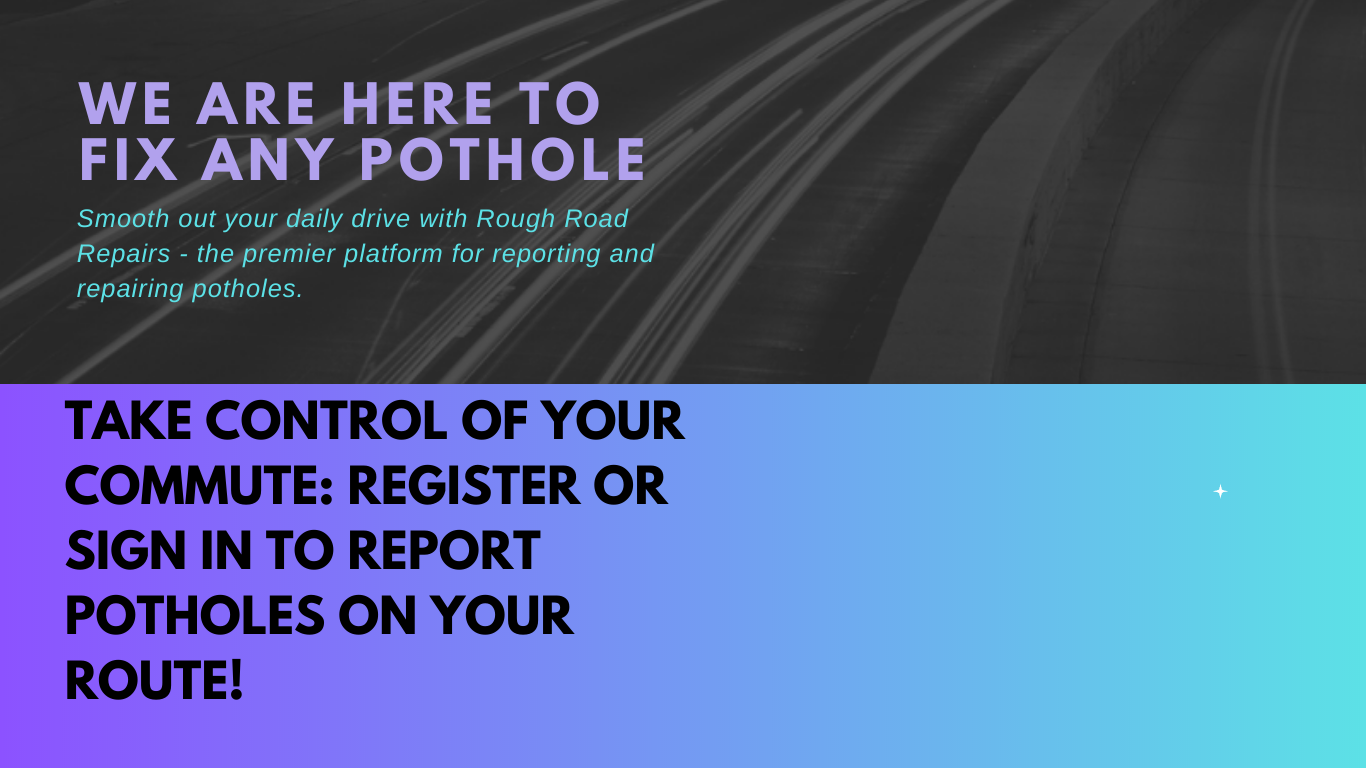 WE ARE HERE TO
FIX ANY POTHOLE
Smooth out your daily drive with Rough Road
Repairs - the premier platform for reporting and
repairing potholes.
TAKE CONTROL OF YOUR
COMMUTE: REGISTER OR
SIGN IN TO REPORT
POTHOLES ON YOUR
ROUTE!